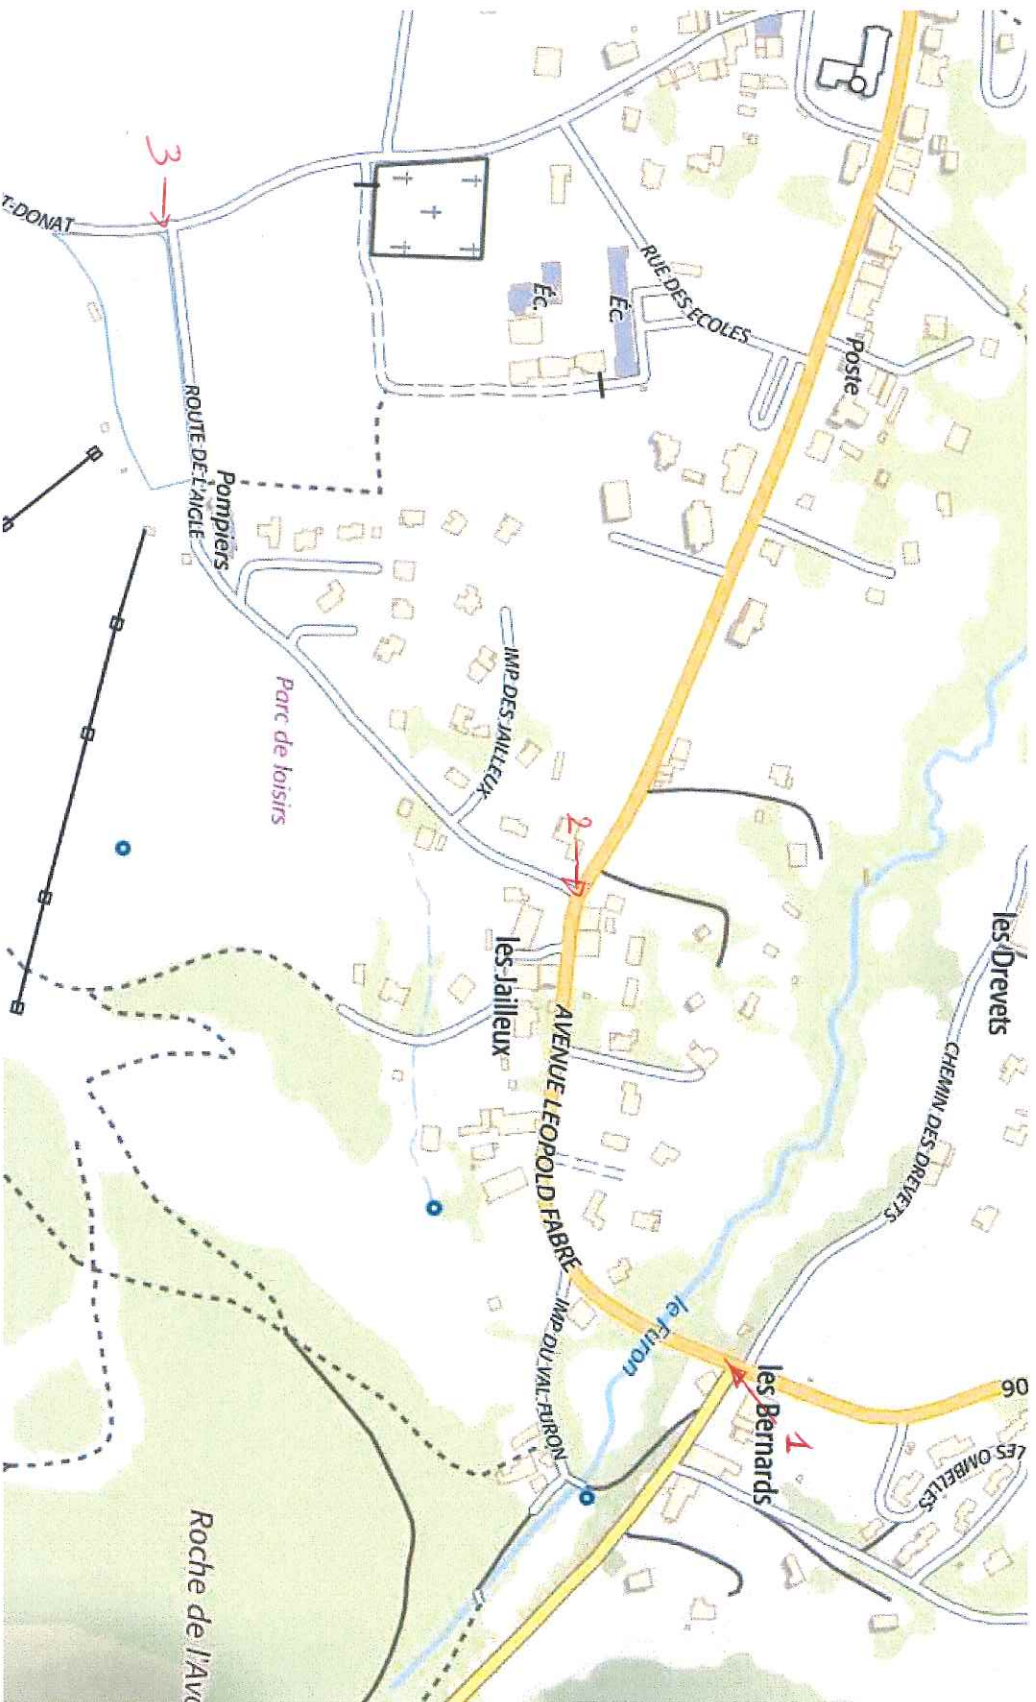 3
T-DONAT
RUE DES ECOLES
Éc.
Éc.
Poste
ROUTE DE L'AIGLE
Pompiers
Parc de loisirs
IMP DES JAILLEUX
2
les Jailleux
les Drevets
AVENUE LEOPOLD FABRE
CHEMIN DES DREVETS
le Furon
IMP DU VAL FURON
les Bernards
1
90
LES OMBELLES
Roche de l'Av